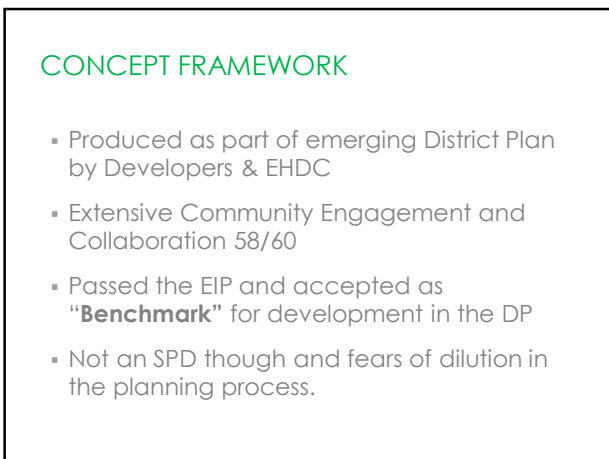 CONCEPT FRAMEWORK
▪ Produced as part of emerging District Plan
by Developers & EHDC
▪ Extensive Community Engagement and
Collaboration 58/60
▪ Passed the EIP and accepted as
“Benchmark” for development in the DP
▪ Not an SPD though and fears of dilution in
the planning process.